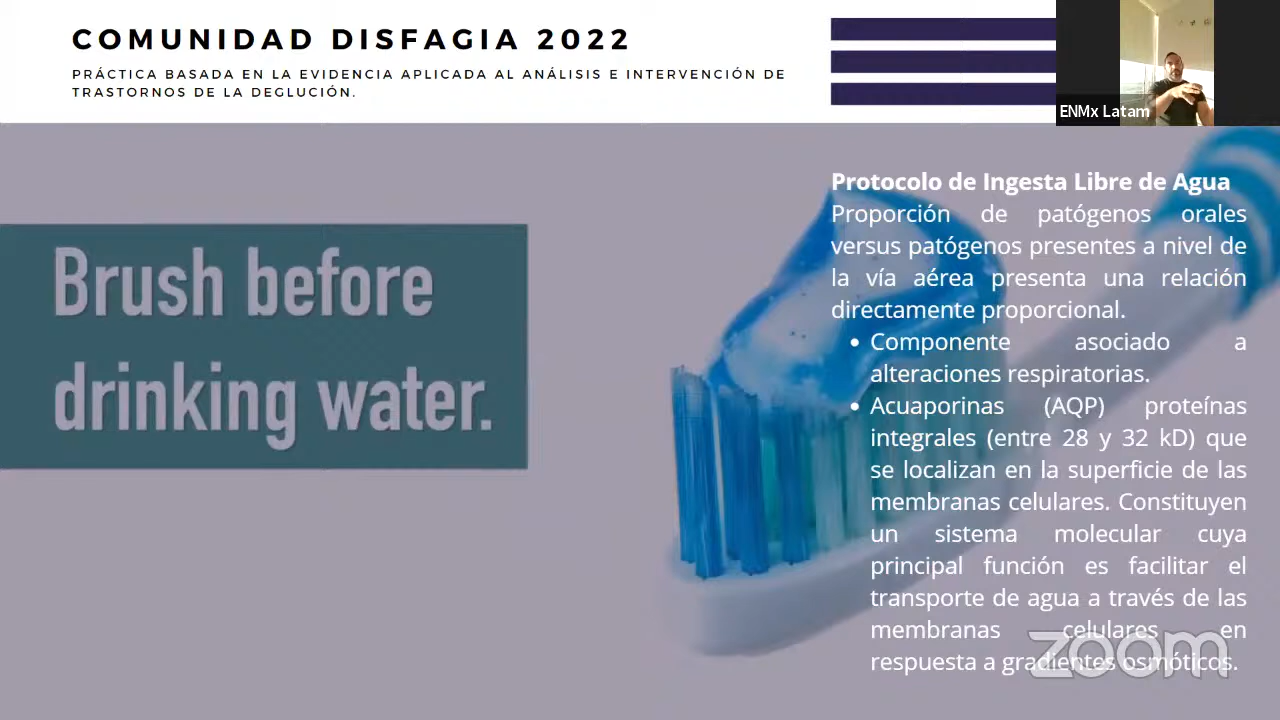 COMUNIDAD DISFAGIA 2022
PRÁCTICA BASADA EN LA EVIDENCIA APLICADA AL ANÁLISIS E INTERVENCIÓN DE
TRASTORNOS DE LA DEGLUCIÓN.
ENMx Latam
Brush before
drinking water.
Protocolo de Ingesta Libre de Agua
Proporción de patógenos orales
versus patógenos presentes a nivel de
la vía aérea presenta una relación
directamente proporcional.
• Componente asociado a
alteraciones respiratorias.
• Acuaporinas (AQP) proteínas
integrales (entre 28 y 32 kD) que
se localizan en la superficie de las
membranas celulares. Constituyen
un sistema molecular cuya
principal función es facilitar el
transporte de agua a través de las
membranas celulares en
respuesta a gradientes osmóticos.
zoom